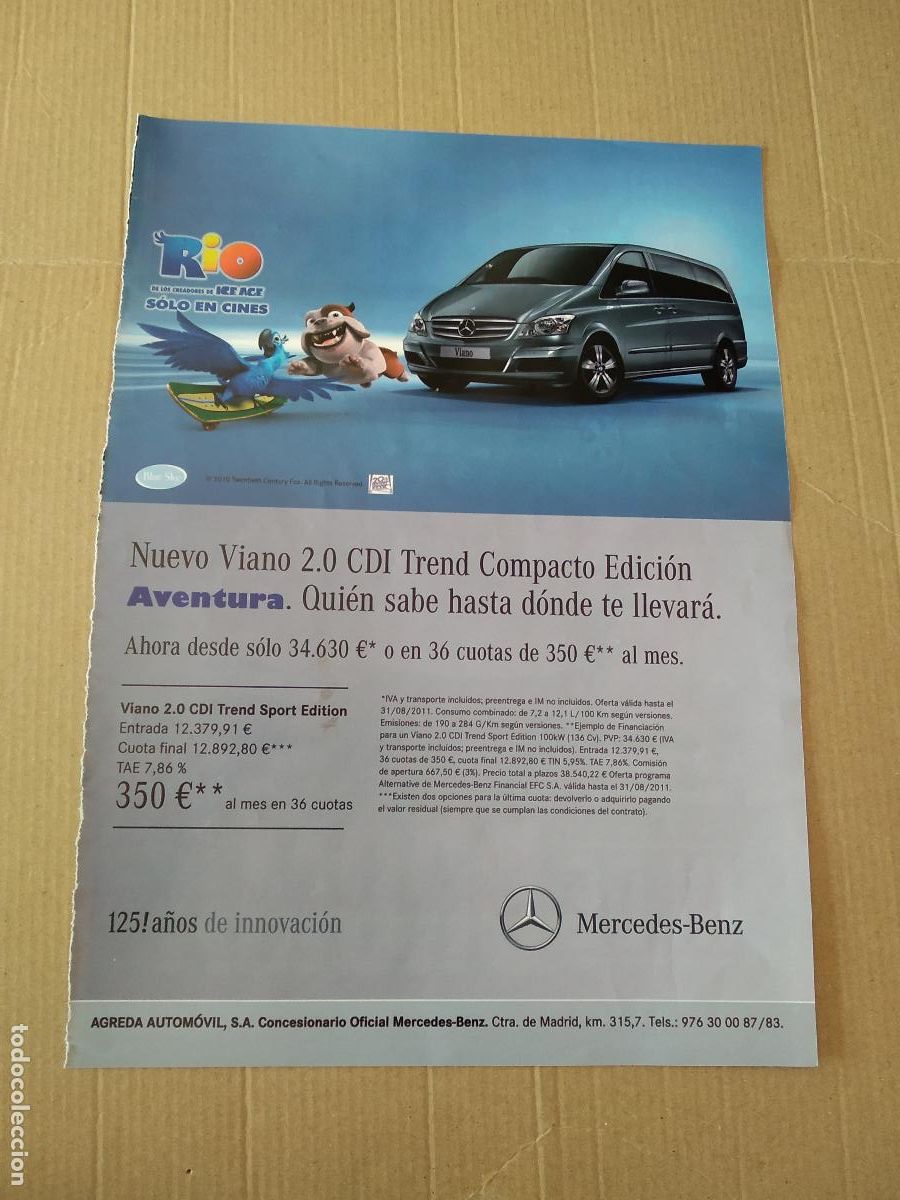 Rio
DE LOS CREADORES DE ICE AGE
SÓLO EN CINES
Viano
Blue Sky
© 2010 Twentieth Century Fox. All Rights Reserved.
Nuevo Viano 2.0 CDI Trend Compacto Edición
Aventura. Quién sabe hasta dónde te llevará.
Ahora desde sólo 34.630 €* o en 36 cuotas de 350 €** al mes.
Viano 2.0 CDI Trend Sport Edition
Entrada 12.379,91 €
Cuota final 12.892,80 €***
TAE 7,86 %
350 €** al mes en 36 cuotas
*IVA y transporte incluidos; preentrega e IM no incluidos. Oferta válida hasta el
31/08/2011. Consumo combinado: de 7,2 a 12,1 L/100 Km según versiones.
Emisiones: de 190 a 284 G/Km según versiones. **Ejemplo de Financiación
para un Viano 2.0 CDI Trend Sport Edition 100kW (136 Cv). PVP: 34.630 € (IVA
y transporte incluidos; preentrega e IM no incluidos). Entrada 12.379,91 €,
36 cuotas de 350 €, cuota final 12.892,80 € TIN 5,95%. TAE 7,86%. Comisión
de apertura 667,50 € (3%). Precio total a plazos 38.540,22 € Oferta programa
Alternative de Mercedes-Benz Financial EFC S.A. válida hasta el 31/08/2011.
***Existen dos opciones para la última cuota: devolverlo o adquirirlo pagando
el valor residual (siempre que se cumplan las condiciones del contrato).
125! años de innovación
Mercedes-Benz
AGREDA AUTOMÓVIL, S.A. Concesionario Oficial Mercedes-Benz. Ctra. de Madrid, km. 315,7. Tels.: 976 30 00 87/83.
todocoleccion